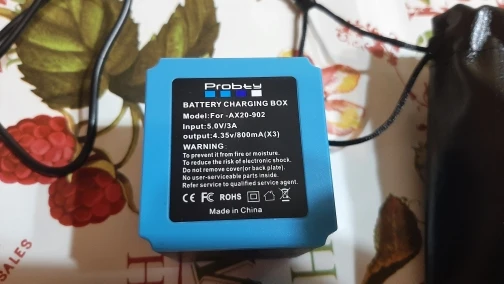 Probty
BATTERY CHARGING BOX
Model:For -AX20-902
Input:5.0V/3A
output:4.35v/800mA(X3)
WARNING:
To prevent it from fire or moisture.
To reduce the risk of electronic shock.
Do not remove cover(or back plate).
No user-serviceable parts inside.
Refer service to qualified service agent.
CE FC ROHS
Made in China
SALES
H